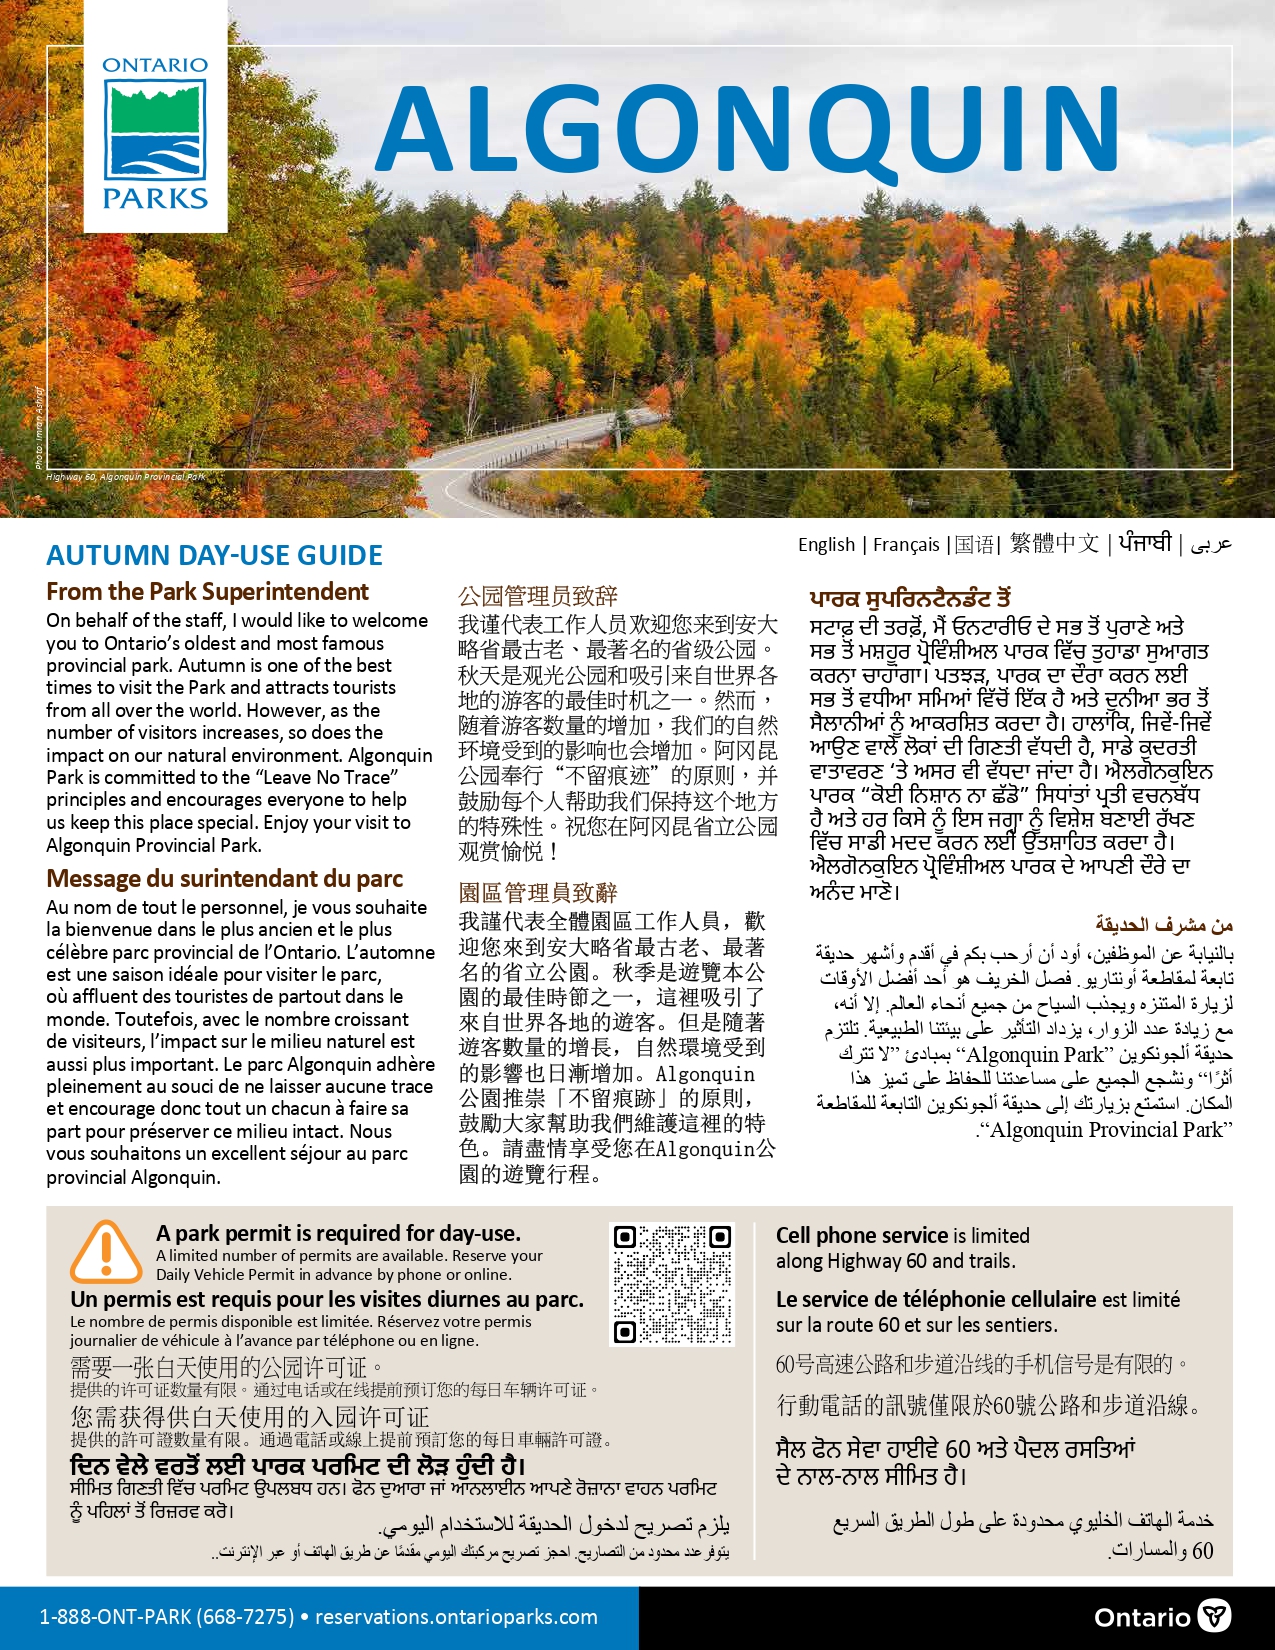 ONTARIO
PARKS
ALGONQUIN
Photo: Imran Ashraf
Highway 60, Algonquin Provincial Park
AUTUMN DAY-USE GUIDE
English | Français |国语| 繁體中文 | ਪੰਜਾਬੀ | عربى
From the Park Superintendent
On behalf of the staff, I would like to welcome
you to Ontario’s oldest and most famous
provincial park. Autumn is one of the best
times to visit the Park and attracts tourists
from all over the world. However, as the
number of visitors increases, so does the
impact on our natural environment. Algonquin
Park is committed to the “Leave No Trace”
principles and encourages everyone to help
us keep this place special. Enjoy your visit to
Algonquin Provincial Park.
Message du surintendant du parc
Au nom de tout le personnel, je vous souhaite
la bienvenue dans le plus ancien et le plus
célèbre parc provincial de l’Ontario. L’automne
est une saison idéale pour visiter le parc,
où affluent des touristes de partout dans le
monde. Toutefois, avec le nombre croissant
de visiteurs, l’impact sur le milieu naturel est
aussi plus important. Le parc Algonquin adhère
pleinement au souci de ne laisser aucune trace
et encourage donc tout un chacun à faire sa
part pour préserver ce milieu intact. Nous
vous souhaitons un excellent séjour au parc
provincial Algonquin.
公园管理员致辞
我谨代表工作人员欢迎您来到安大
略省最古老、最著名的省级公园。
秋天是观光公园和吸引来自世界各
地的游客的最佳时机之一。然而，
随着游客数量的增加，我们的自然
环境受到的影响也会增加。阿冈昆
公园奉行“不留痕迹”的原则，并
鼓励每个人帮助我们保持这个地方
的特殊性。祝您在阿冈昆省立公园
观赏愉悦！
園區管理員致辭
我謹代表全體園區工作人員，歡
迎您來到安大略省最古老、最著
名的省立公園。秋季是遊覽本公
園的最佳時節之一，這裡吸引了
來自世界各地的遊客。但是隨著
遊客數量的增長，自然環境受到
的影響也日漸增加。Algonquin
公園推崇「不留痕跡」的原則，
鼓勵大家幫助我們維護這裡的特
色。請盡情享受您在Algonquin公
園的遊覽行程。
ਪਾਰਕ ਸੁਪਰਿਨਟੈਨਡੰਟ ਤੋਂ
ਸਟਾਫ਼ ਦੀ ਤਰਫ਼ੋਂ, ਮੈਂ ਓਨਟਾਰੀਓ ਦੇ ਸਭ ਤੋਂ ਪੁਰਾਣੇ ਅਤੇ
ਸਭ ਤੋਂ ਮਸ਼ਹੂਰ ਪ੍ਰੋਵਿੰਸ਼ੀਅਲ ਪਾਰਕ ਵਿੱਚ ਤੁਹਾਡਾ ਸੁਆਗਤ
ਕਰਨਾ ਚਾਹਾਂਗਾ। ਪਤਝੜ, ਪਾਰਕ ਦਾ ਦੌਰਾ ਕਰਨ ਲਈ
ਸਭ ਤੋਂ ਵਧੀਆ ਸਮਿਆਂ ਵਿੱਚੋਂ ਇੱਕ ਹੈ ਅਤੇ ਦੁਨੀਆ ਭਰ ਤੋਂ
ਸੈਲਾਨੀਆਂ ਨੂੰ ਆਕਰਸ਼ਿਤ ਕਰਦਾ ਹੈ। ਹਾਲਾਂਕਿ, ਜਿਵੇਂ-ਜਿਵੇਂ
ਆਉਣ ਵਾਲੇ ਲੋਕਾਂ ਦੀ ਗਿਣਤੀ ਵੱਧਦੀ ਹੈ, ਸਾਡੇ ਕੁਦਰਤੀ
ਵਾਤਾਵਰਣ ‘ਤੇ ਅਸਰ ਵੀ ਵੱਧਦਾ ਜਾਂਦਾ ਹੈ। ਐਲਗੋਨਕੁਇਨ
ਪਾਰਕ “ਕੋਈ ਨਿਸ਼ਾਨ ਨਾ ਛੱਡੋ” ਸਿਧਾਂਤਾਂ ਪ੍ਰਤੀ ਵਚਨਬੱਧ
ਹੈ ਅਤੇ ਹਰ ਕਿਸੇ ਨੂੰ ਇਸ ਜਗ੍ਹਾ ਨੂੰ ਵਿਸ਼ੇਸ਼ ਬਣਾਈ ਰੱਖਣ
ਵਿੱਚ ਸਾਡੀ ਮਦਦ ਕਰਨ ਲਈ ਉਤਸ਼ਾਹਿਤ ਕਰਦਾ ਹੈ।
ਐਲਗੋਨਕੁਇਨ ਪ੍ਰੋਵਿੰਸ਼ੀਅਲ ਪਾਰਕ ਦੇ ਆਪਣੀ ਦੌਰੇ ਦਾ
ਅਨੰਦ ਮਾਣੋ।
من مشرف الحديقة
بالنيابة عن الموظفين، أود أن أرحب بكم في أقدم وأشهر حديقة
تابعة لمقاطعة أونتاريو. فصل الخريف هو أحد أفضل الأوقات
لزيارة المتنزه ويجذب السياح من جميع أنحاء العالم. إلا أنه،
مع زيادة عدد الزوار، يزداد التأثير على بيئتنا الطبيعية. تلتزم
حديقة ألجونكوين “Algonquin Park” بمبادئ ”لا تترك
أثرًا“ ونشجع الجميع على مساعدتنا للحفاظ على تميز هذا
المكان. استمتع بزيارتك إلى حديقة ألجونكوين التابعة للمقاطعة
“Algonquin Provincial Park”.
A park permit is required for day-use.
A limited number of permits are available. Reserve your
Daily Vehicle Permit in advance by phone or online.
Un permis est requis pour les visites diurnes au parc.
Le nombre de permis disponible est limitée. Réservez votre permis
journalier de véhicule à l’avance par téléphone ou en ligne.
需要一张白天使用的公园许可证。
提供的许可证数量有限。通过电话或在线提前预订您的每日车辆许可证。
您需获得供白天使用的入园许可证
提供的許可證數量有限。通過電話或線上提前預訂您的每日車輛許可證。
ਦਿਨ ਵੇਲੇ ਵਰਤੋਂ ਲਈ ਪਾਰਕ ਪਰਮਿਟ ਦੀ ਲੋੜ ਹੁੰਦੀ ਹੈ।
ਸੀਮਿਤ ਗਿਣਤੀ ਵਿੱਚ ਪਰਮਿਟ ਉਪਲਬਧ ਹਨ। ਫੋਨ ਦੁਆਰਾ ਜਾਂ ਆਨਲਾਈਨ ਆਪਣੇ ਰੋਜ਼ਾਨਾ ਵਾਹਨ ਪਰਮਿਟ
ਨੂੰ ਪਹਿਲਾਂ ਤੋਂ ਰਿਜ਼ਰਵ ਕਰੋ।
يلزم تصريح لدخول الحديقة للاستخدام اليومي.
يتوفرعدد محدود من التصاريح. احجز تصريح مركبتك اليومي مقدمًا عن طريق الهاتف أو عبر الإنترنت..
Cell phone service is limited
along Highway 60 and trails.
Le service de téléphonie cellulaire est limité
sur la route 60 et sur les sentiers.
60号高速公路和步道沿线的手机信号是有限的。
行動電話的訊號僅限於60號公路和步道沿線。
ਸੈਲ ਫੋਨ ਸੇਵਾ ਹਾਈਵੇ 60 ਅਤੇ ਪੈਦਲ ਰਸਤਿਆਂ
ਦੇ ਨਾਲ-ਨਾਲ ਸੀਮਿਤ ਹੈ।
خدمة الهاتف الخليوي محدودة على طول الطريق السريع
60 والمسارات.
1-888-ONT-PARK (668-7275) • reservations.ontarioparks.com
Ontario